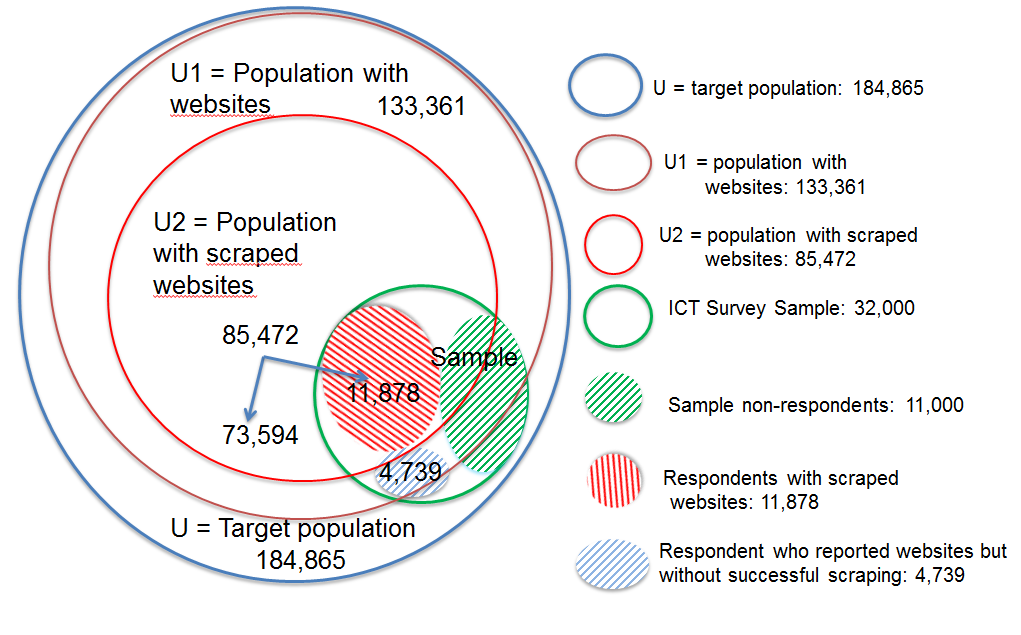 U1 = Population with
websites 133,361
U2 = Population
with scraped
websites
85,472
Sample
11,878
73,594
4,739
U = Target population
184,865
U = target population: 184,865
U1 = population with
websites: 133,361
U2 = population with scraped
websites: 85,472
ICT Survey Sample: 32,000
Sample non-respondents: 11,000
Respondents with scraped
websites: 11,878
Respondent who reported websites but
without successful scraping: 4,739